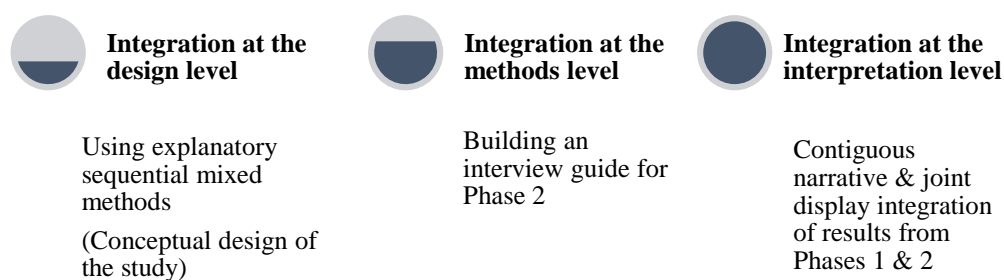 Integration at the
design level
Using explanatory
sequential mixed
methods
(Conceptual design of
the study)
Integration at the
methods level
Building an
interview guide for
Phase 2
Integration at the
interpretation level
Contiguous
narrative & joint
display integration
of results from
Phases 1 & 2